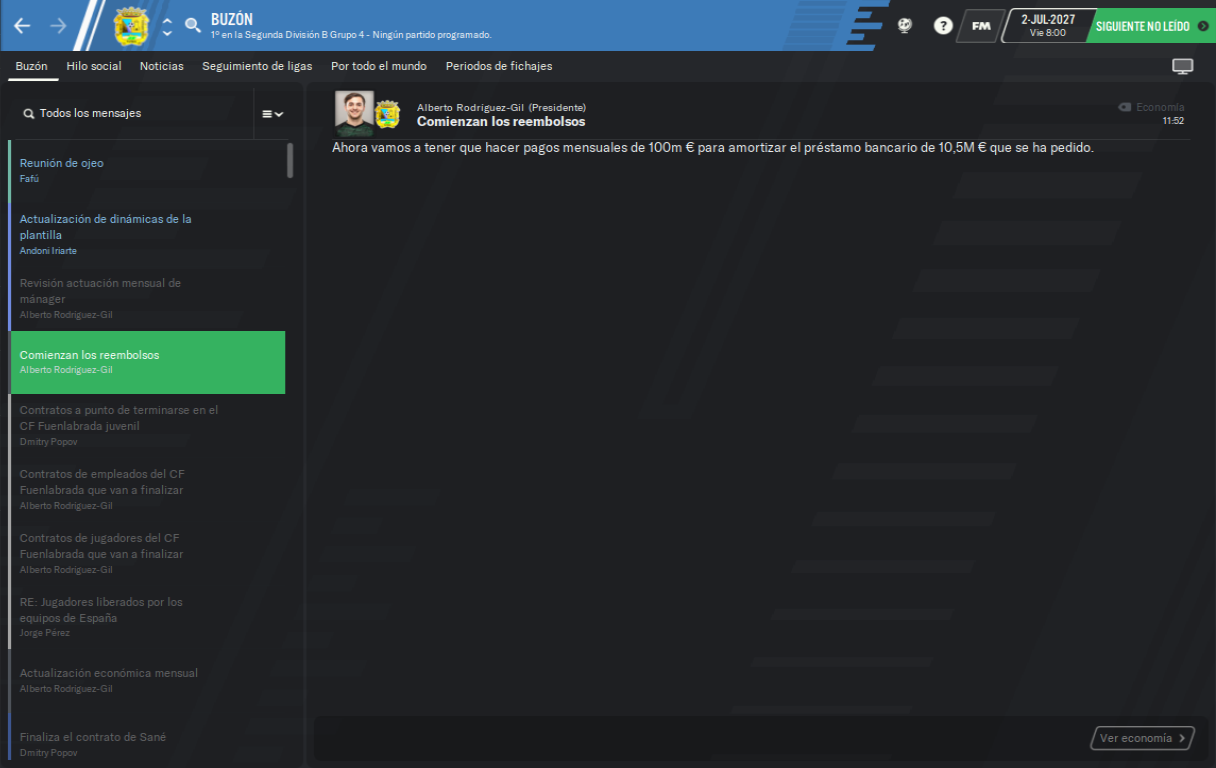 BUZÓN
1º en la Segunda División B Grupo 4 - Ningún partido programado.
?
FM
2-JUL-2027
Vie 8:00
SIGUIENTE NO LEÍDO
Buzón
Hilo social
Noticias
Seguimiento de ligas
Por todo el mundo
Periodos de fichajes
Todos los mensajes
Reunión de ojeo
Fafú
Actualización de dinámicas de la
plantilla
Andoni Iriarte
Revisión actuación mensual de
mánager
Alberto Rodríguez-Gil
Comienzan los reembolsos
Alberto Rodríguez-Gil
Contratos a punto de terminarse en el
CF Fuenlabrada juvenil
Dmitry Popov
Contratos de empleados del CF
Fuenlabrada que van a finalizar
Alberto Rodríguez-Gil
Contratos de jugadores del CF
Fuenlabrada que van a finalizar
Alberto Rodríguez-Gil
RE: Jugadores liberados por los
equipos de España
Jorge Pérez
Actualización económica mensual
Alberto Rodríguez-Gil
Finaliza el contrato de Sané
Dmitry Popov
Alberto Rodríguez-Gil (Presidente)
Comienzan los reembolsos
Economía
11:52
Ahora vamos a tener que hacer pagos mensuales de 100m € para amortizar el préstamo bancario de 10,5M € que se ha pedido.
Ver economía